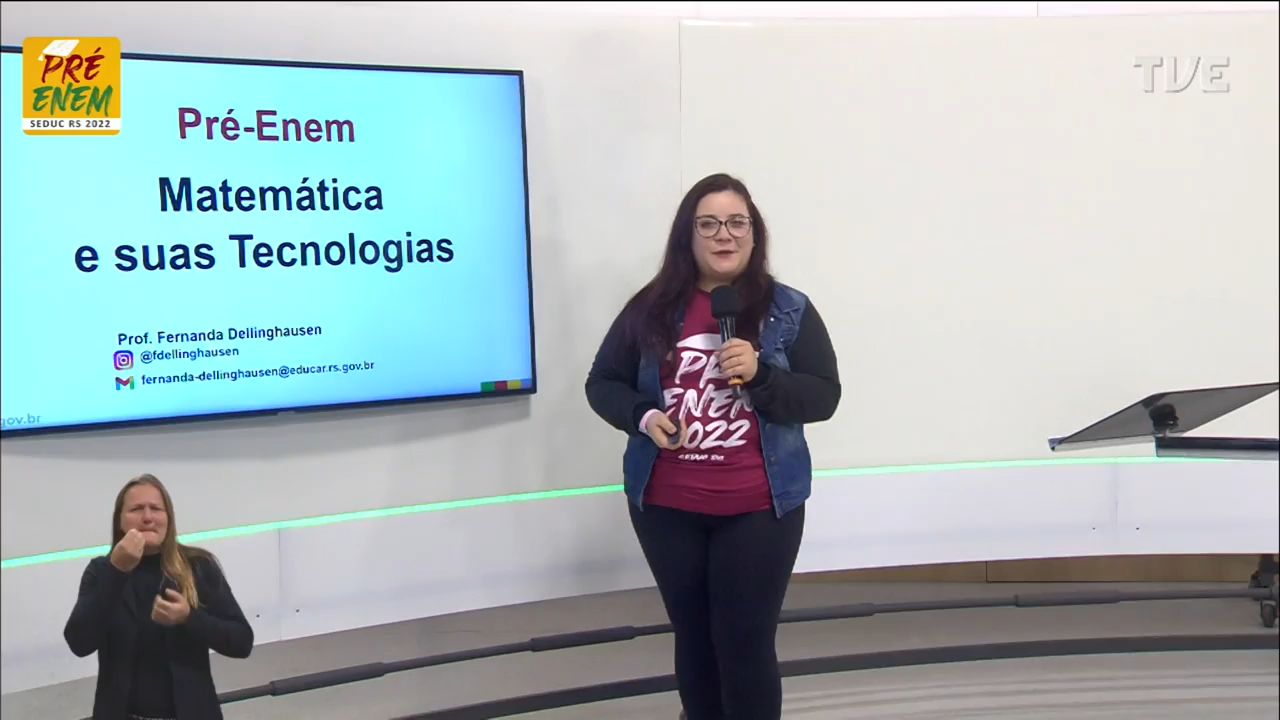 PRÉ
ENEM
SEDUC RS 2022
TVE
Pré-Enem
Matemática
e suas Tecnologias
Prof. Fernanda Dellinghausen
@fdellinghausen
fernanda-dellinghausen@educar.rs.gov.br
gov.br
PRÉ
ENEM
2022